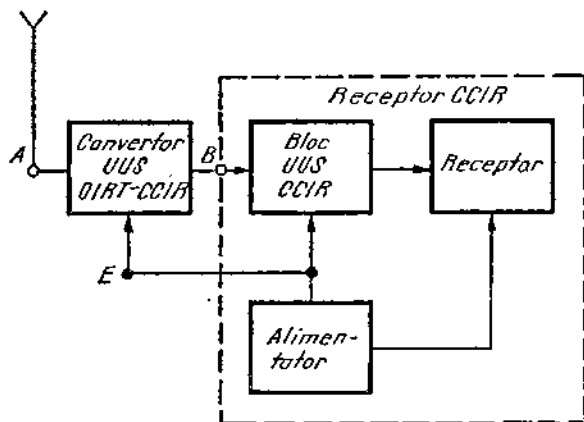 Receptor CCIR
A
Convertor
UUS
OIRT-CCIR
B
Bloc
UUS
CCIR
Receptor
E
Alimen-
tator